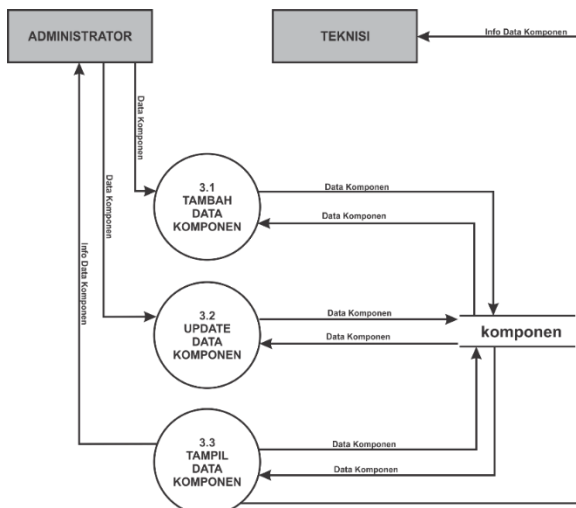 ADMINISTRATOR
TEKNISI
Info Data Komponen
Data Komponen
Data Komponen
Info Data Komponen
3.1
TAMBAH
DATA
KOMPONEN
Data Komponen
Data Komponen
3.2
UPDATE
DATA
KOMPONEN
Data Komponen
Data Komponen
komponen
3.3
TAMPIL
DATA
KOMPONEN
Data Komponen
Data Komponen